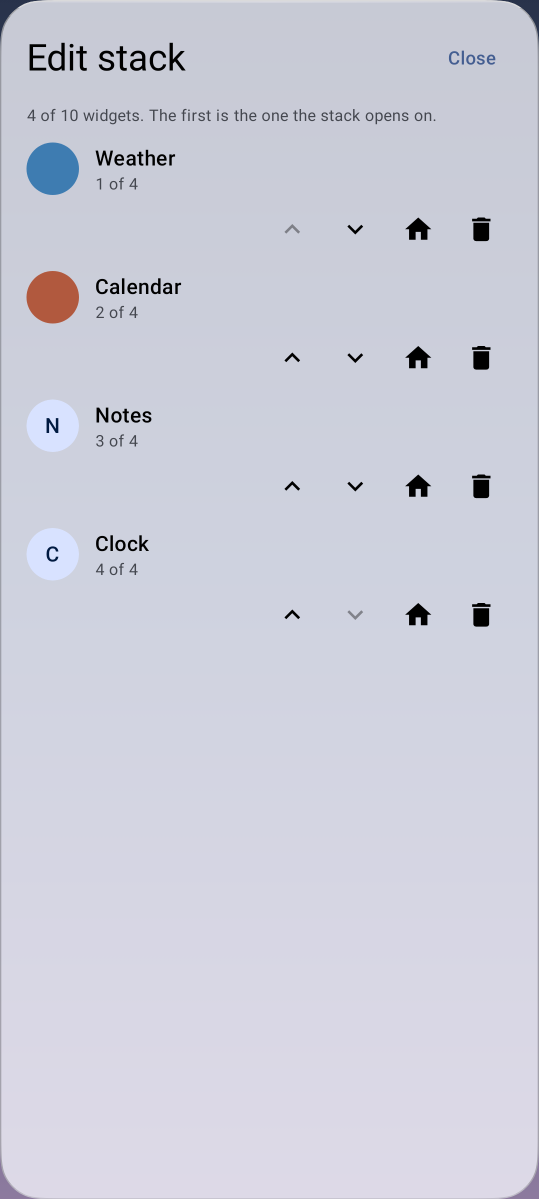 Edit stack
Close
4 of 10 widgets. The first is the one the stack opens on.
Weather
1 of 4
Calendar
2 of 4
N
Notes
3 of 4
C
Clock
4 of 4